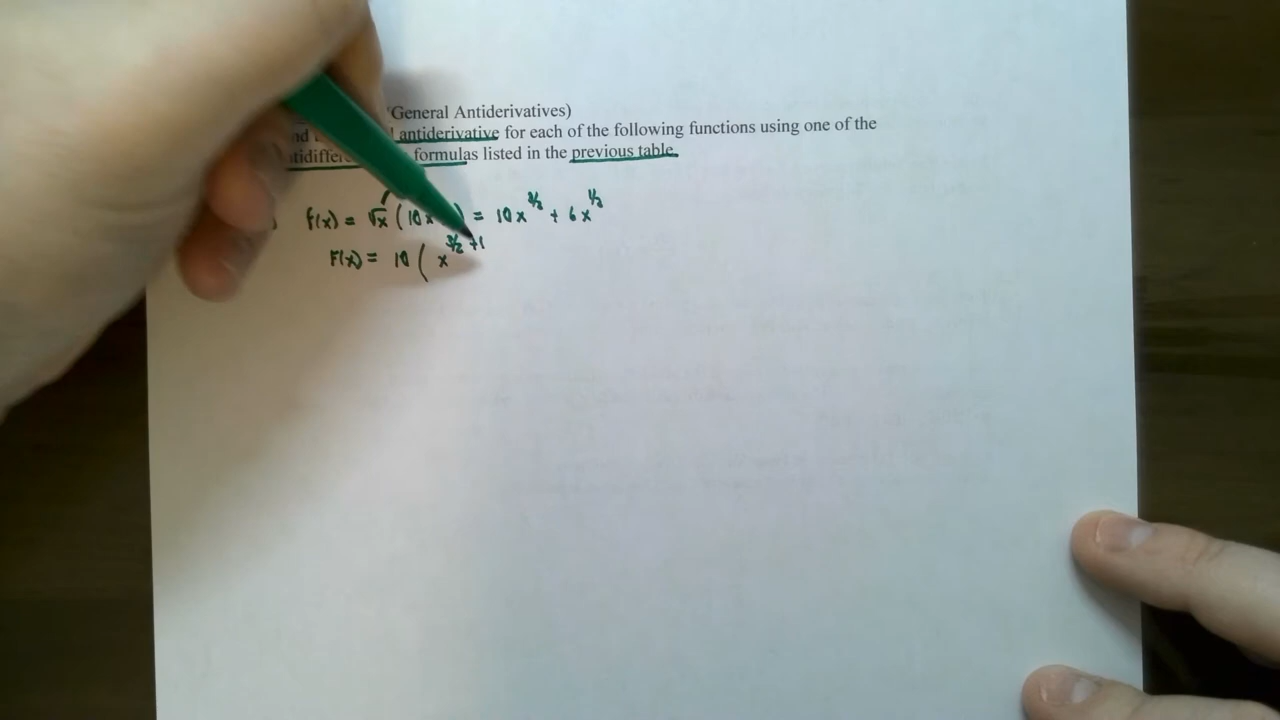 (General Antiderivatives)
antiderivative for each of the following functions using one of the
formulas listed in the previous table.
f(x) = √x (10x ) = 10x^3/2 + 6x^1/2
F(x) = 10 ( x^3/2 +1